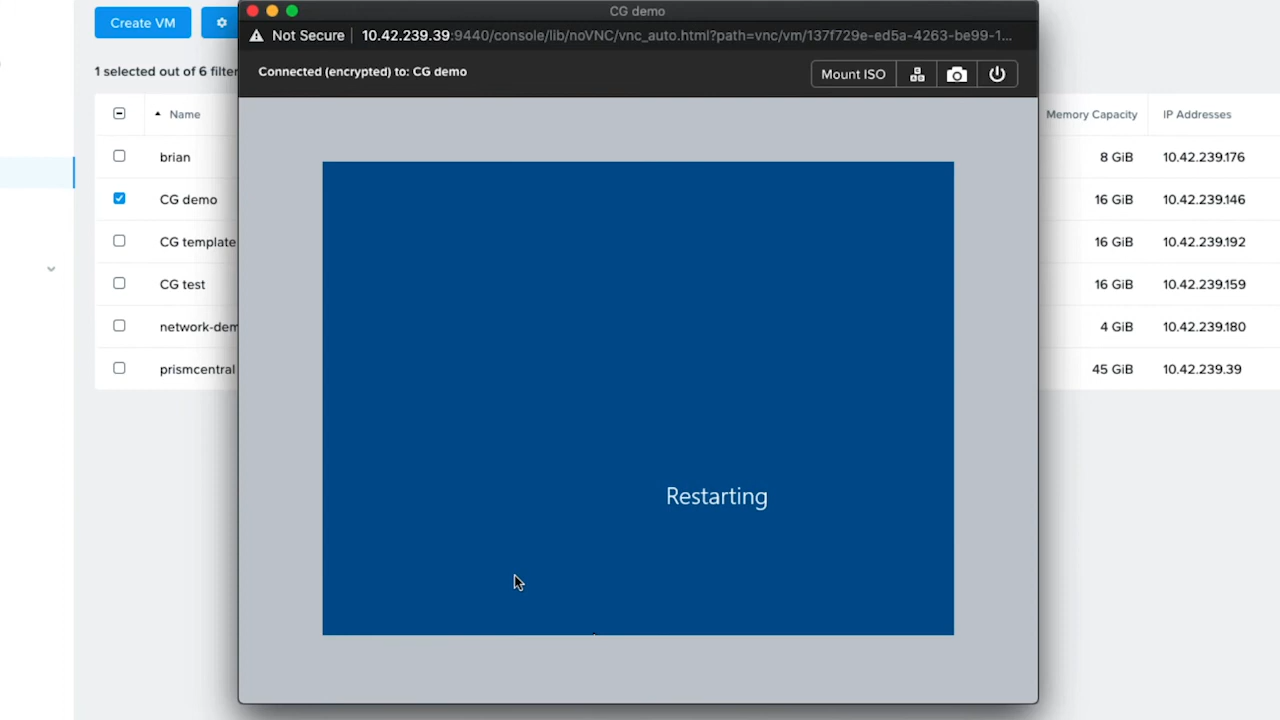 CG demo
Create VM
Not Secure | 10.42.239.39:9440/console/lib/noVNC/vnc_auto.html?path=vnc/vm/137f729e-ed5a-4263-be99-1...
1 selected out of 6 filter
Connected (encrypted) to: CG demo
Mount ISO
Name
Memory Capacity
IP Addresses
brian
8 GiB
10.42.239.176
CG demo
16 GiB
10.42.239.146
CG template
16 GiB
10.42.239.192
CG test
16 GiB
10.42.239.159
network-dem
4 GiB
10.42.239.180
prismcentral
45 GiB
10.42.239.39
Restarting